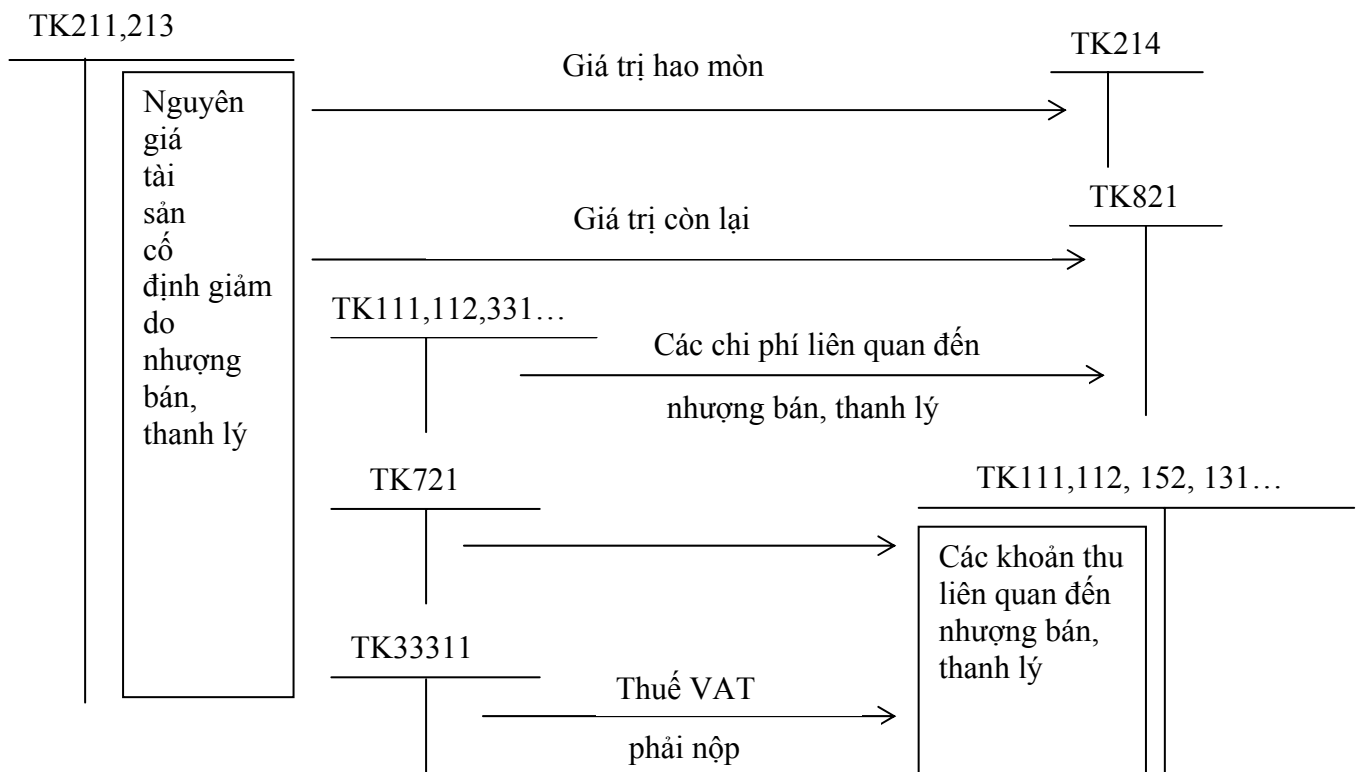 TK211,213
TK214
Giá trị hao mòn
Nguyên
giá
tài
sản
cố
định giảm
do
nhượng
bán,
thanh lý
TK821
Giá trị còn lại
TK111,112,331…
Các chi phí liên quan đến
nhượng bán, thanh lý
TK721
TK111,112, 152, 131…
Các khoản thu
liên quan đến
nhượng bán,
thanh lý
TK33311
Thuế VAT
phải nộp